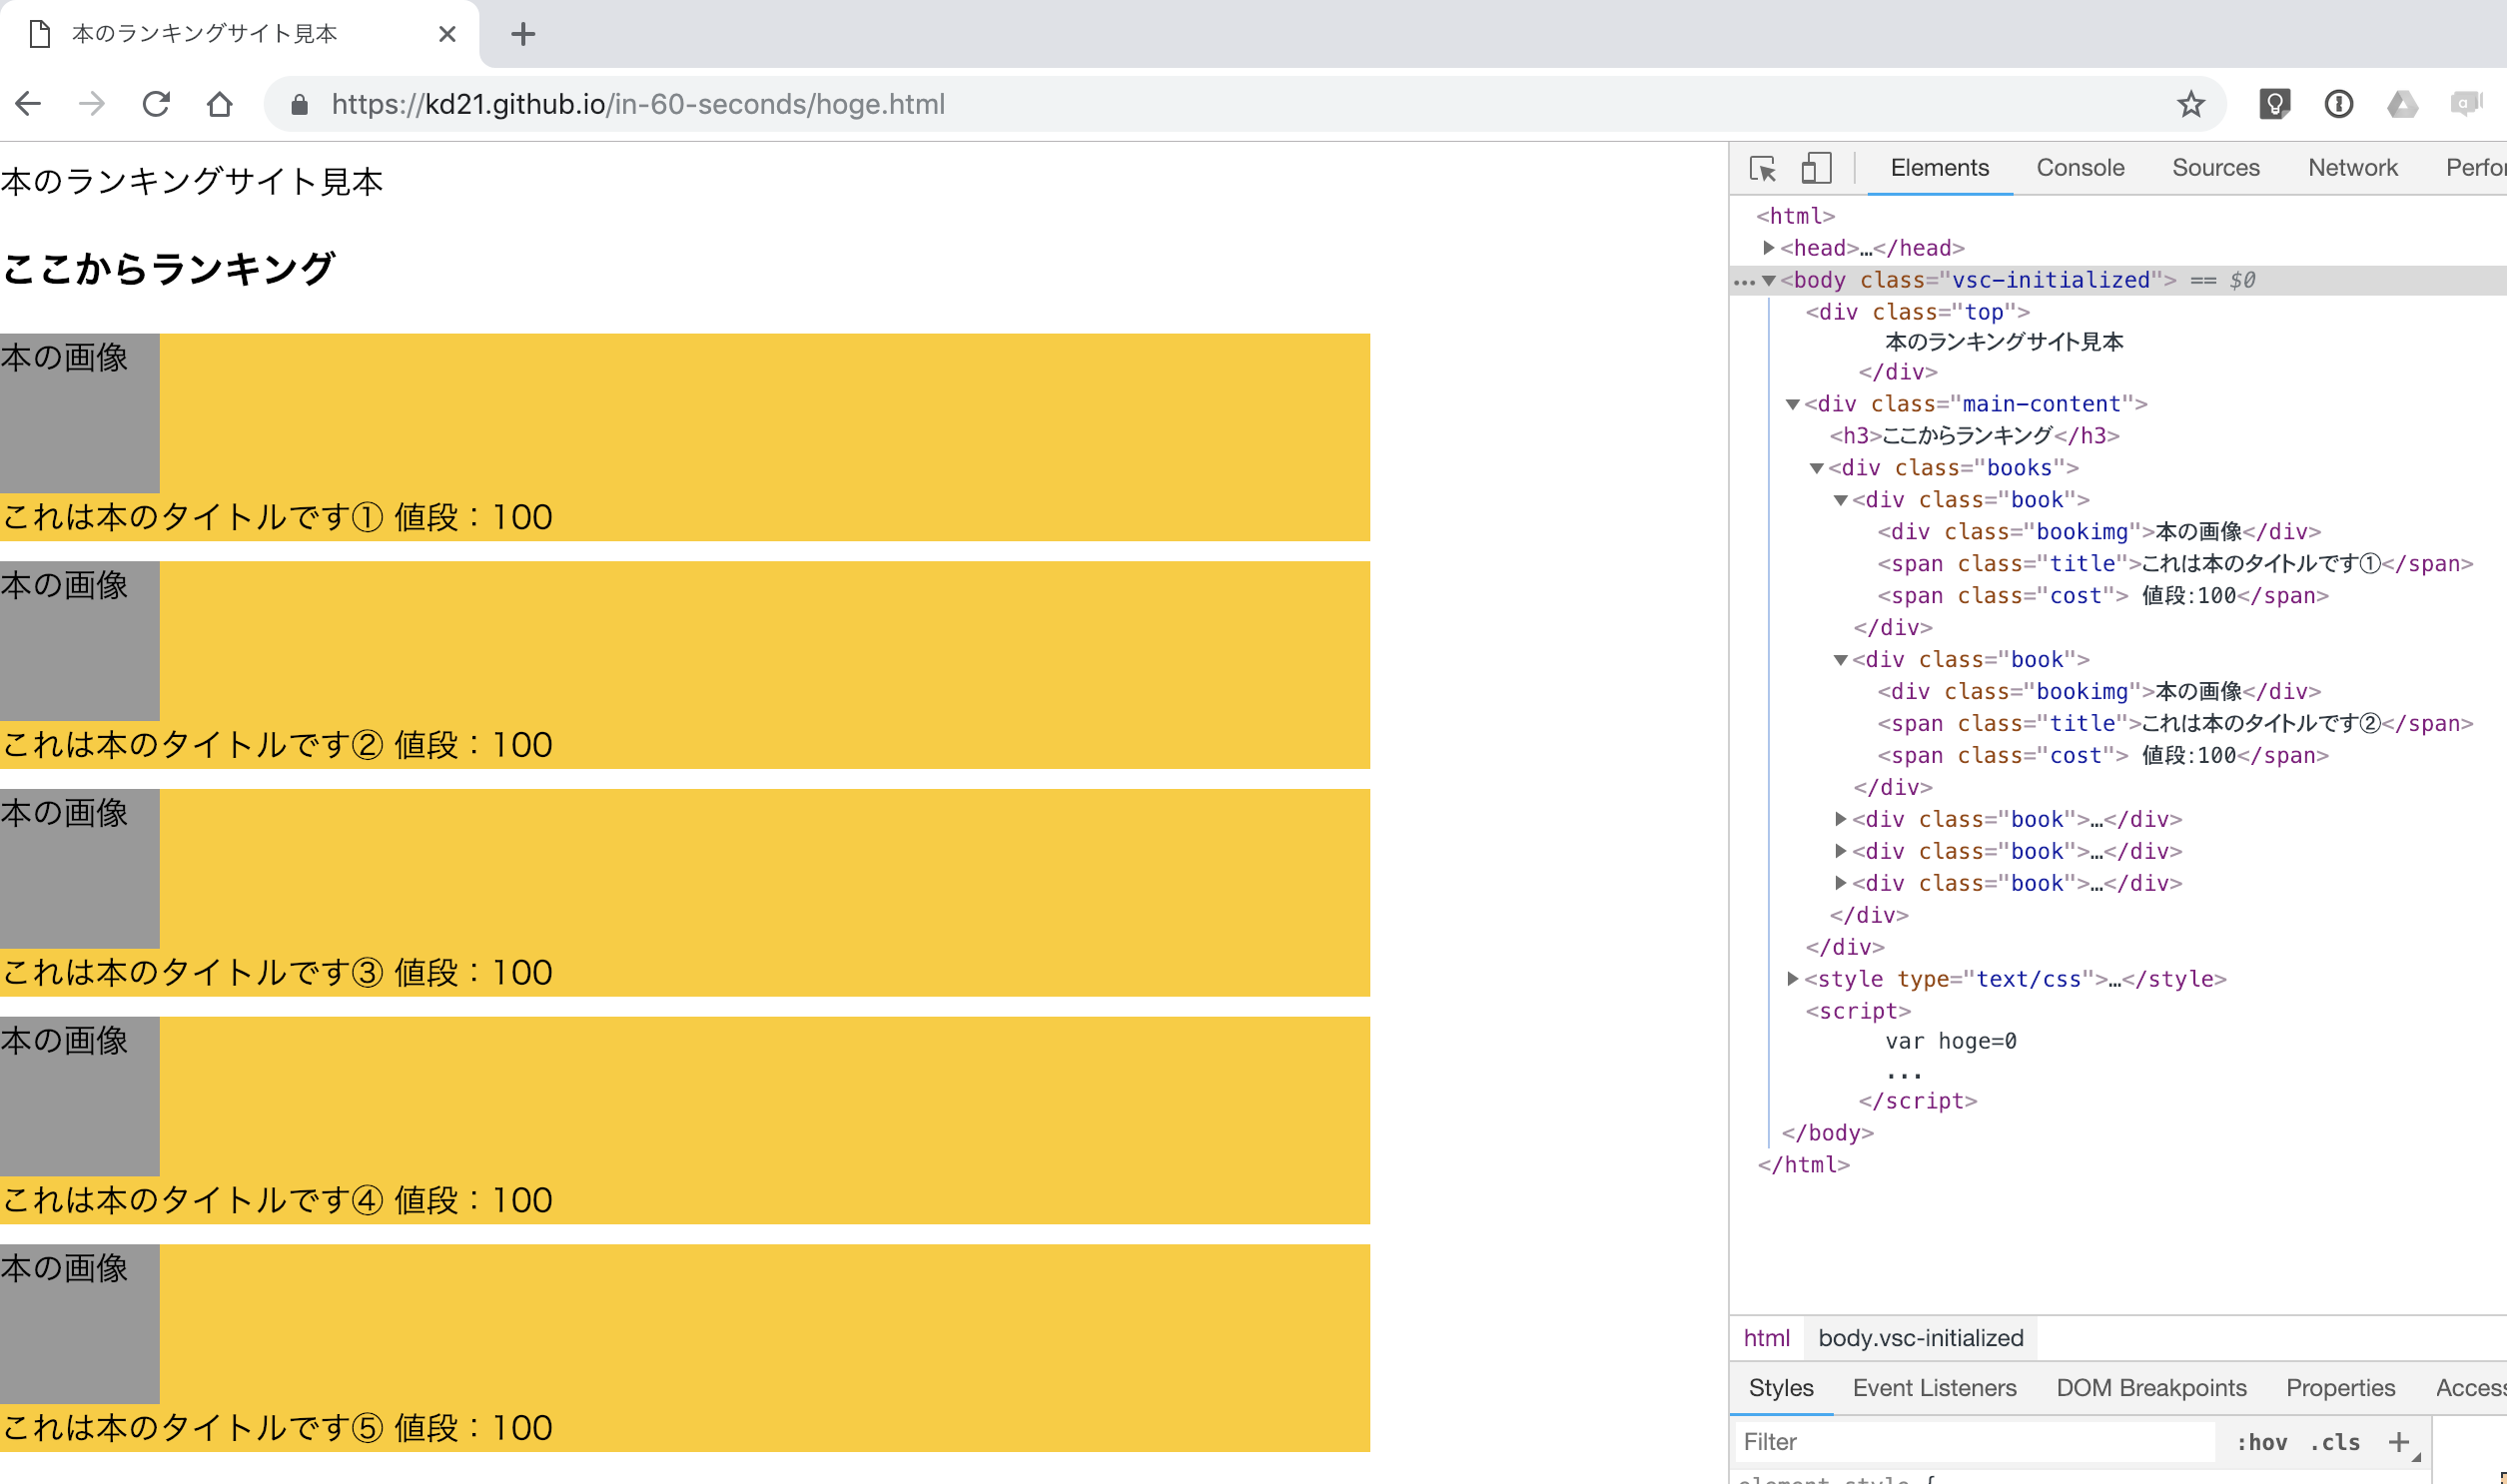 本のランキングサイト見本
https://kd21.github.io/in-60-seconds/hoge.html
本のランキングサイト見本
ここからランキング
本の画像
これは本のタイトルです① 値段：100
本の画像
これは本のタイトルです② 値段：100
本の画像
これは本のタイトルです③ 値段：100
本の画像
これは本のタイトルです④ 値段：100
本の画像
これは本のタイトルです⑤ 値段：100
Elements Console Sources Network Perfor
<html>
<head>…</head>
<body class="vsc-initialized"> == $0
<div class="top">
本のランキングサイト見本
</div>
<div class="main-content">
<h3>ここからランキング</h3>
<div class="books">
<div class="book">
<div class="bookimg">本の画像</div>
<span class="title">これは本のタイトルです①</span>
<span class="cost"> 値段:100</span>
</div>
<div class="book">
<div class="bookimg">本の画像</div>
<span class="title">これは本のタイトルです②</span>
<span class="cost"> 値段:100</span>
</div>
<div class="book">…</div>
<div class="book">…</div>
<div class="book">…</div>
</div>
</div>
<style type="text/css">…</style>
<script>
var hoge=0
...
</script>
</body>
</html>
html body.vsc-initialized
Styles Event Listeners DOM Breakpoints Properties Access
Filter :hov .cls +
element.style {